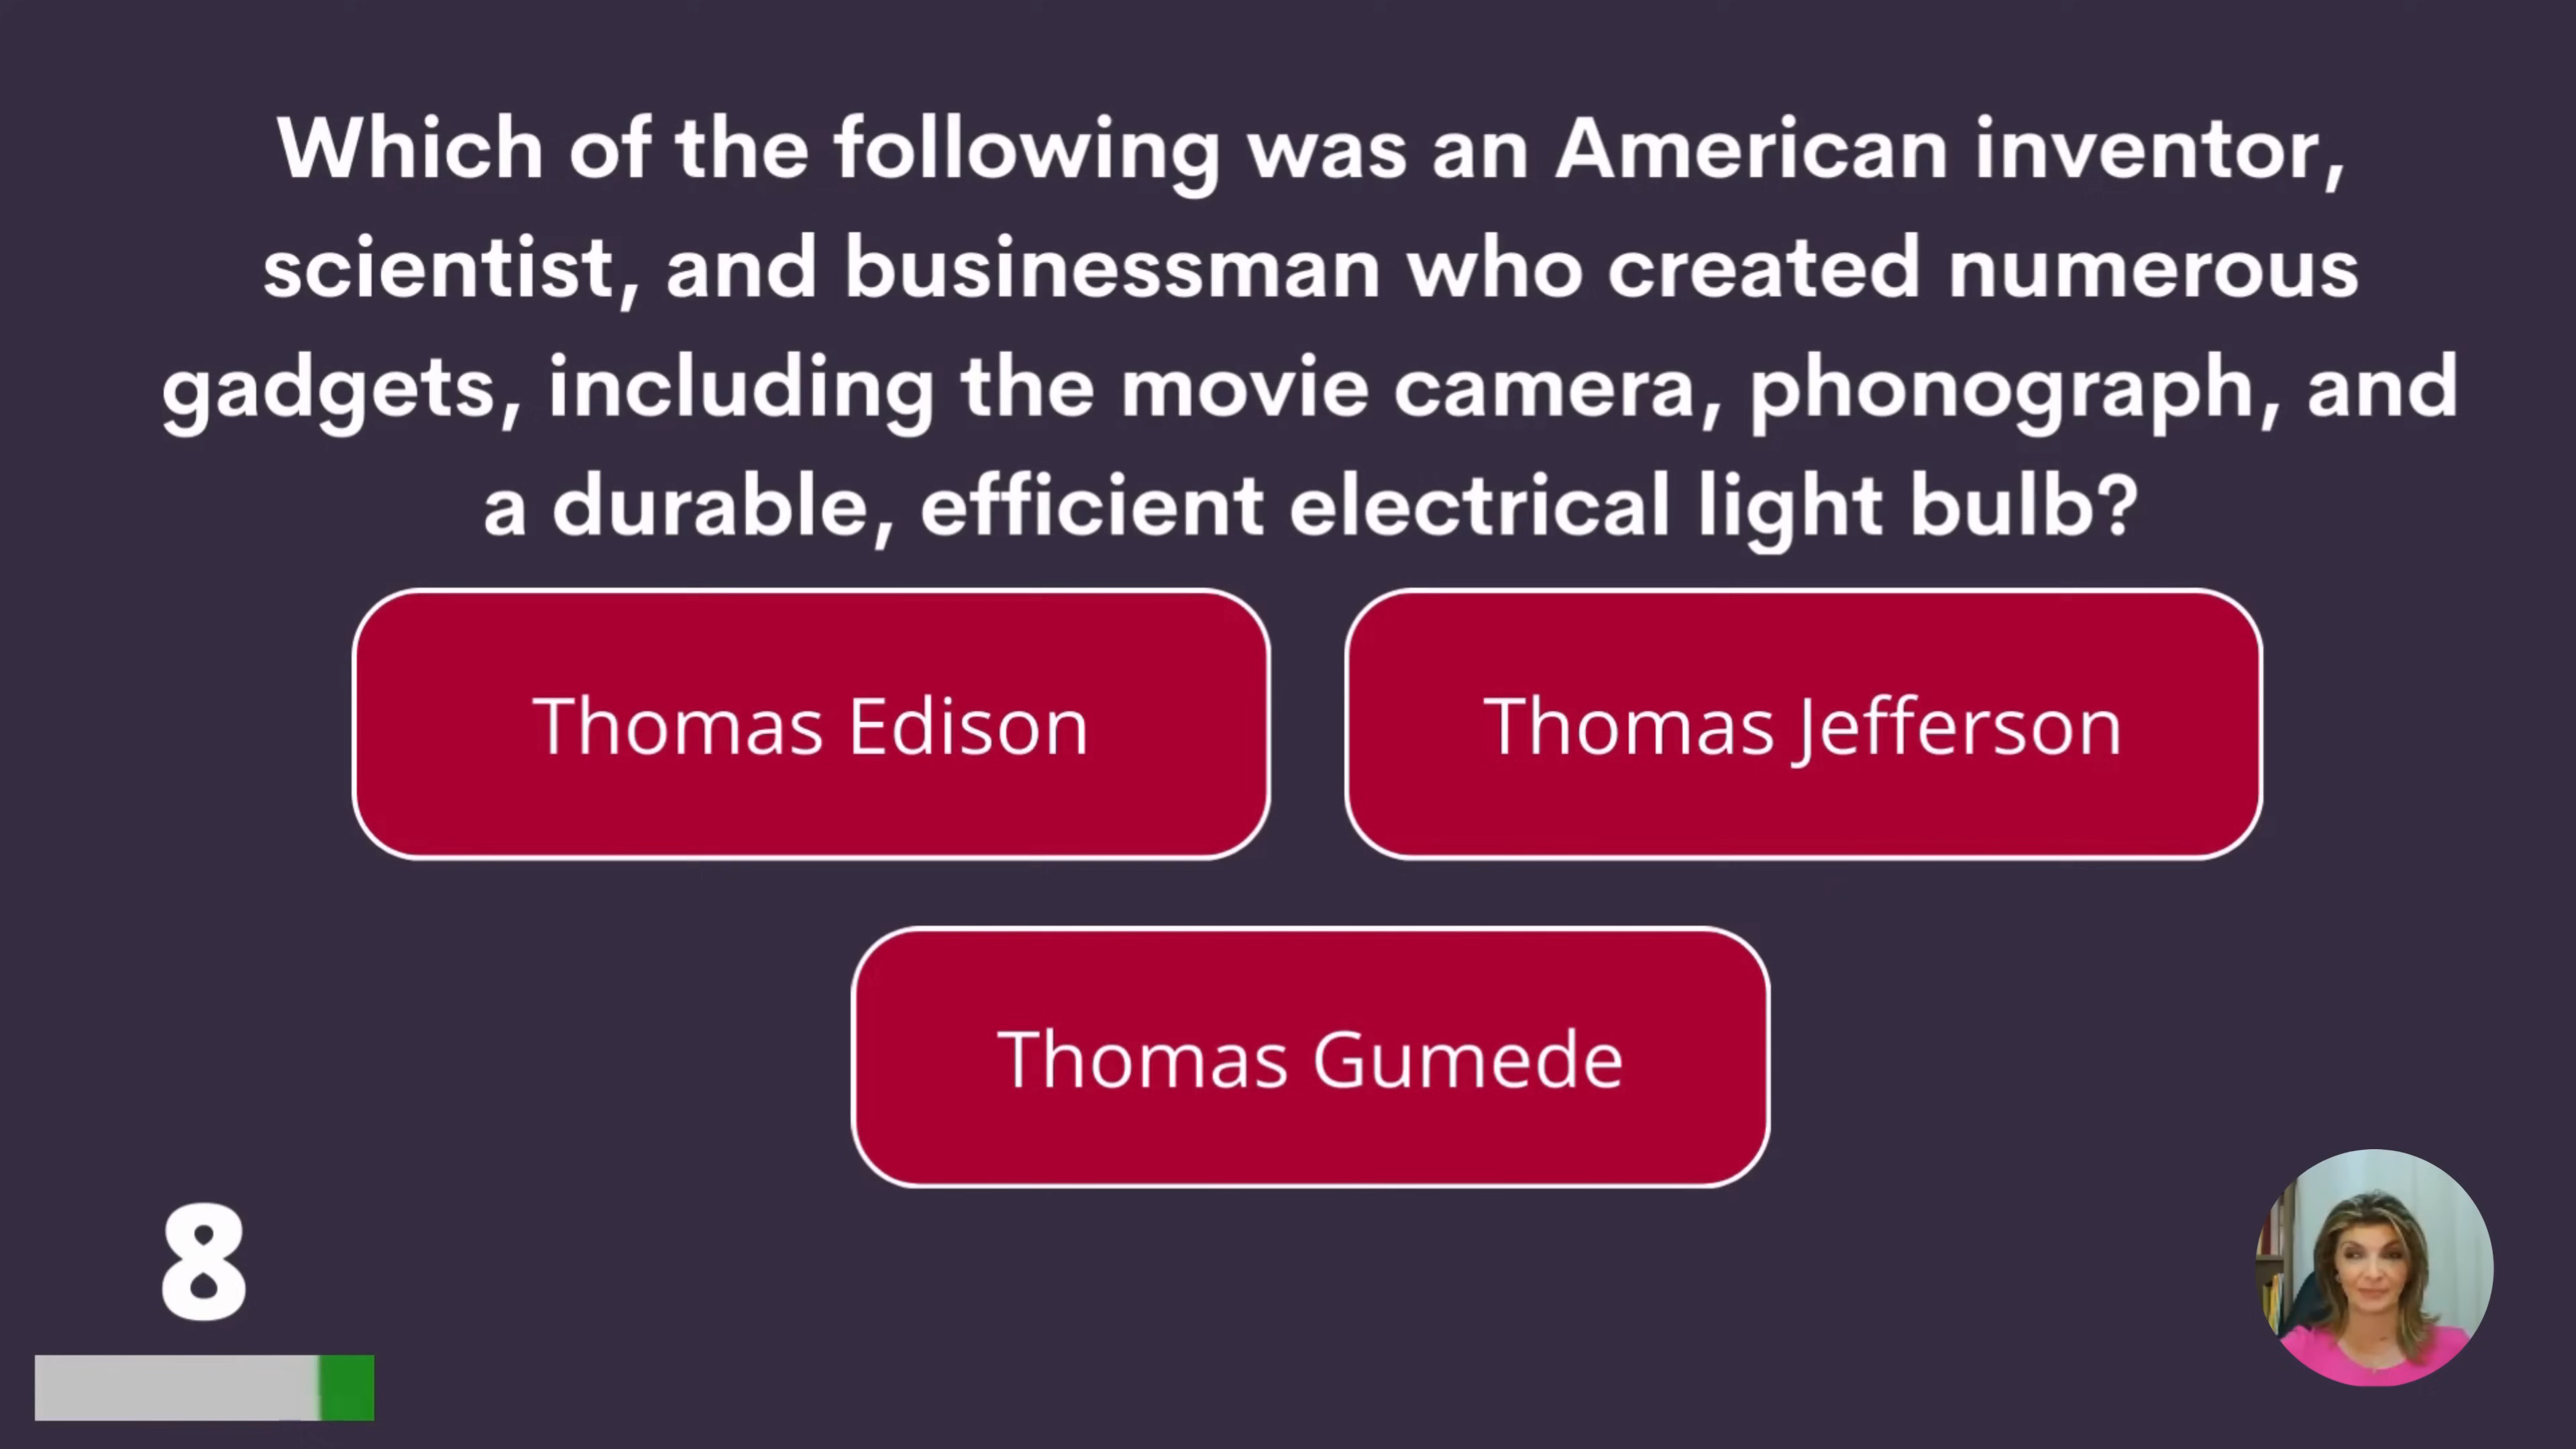 Which of the following was an American inventor,
scientist, and businessman who created numerous
gadgets, including the movie camera, phonograph, and
a durable, efficient electrical light bulb?
Thomas Edison
Thomas Jefferson
Thomas Gumede
8